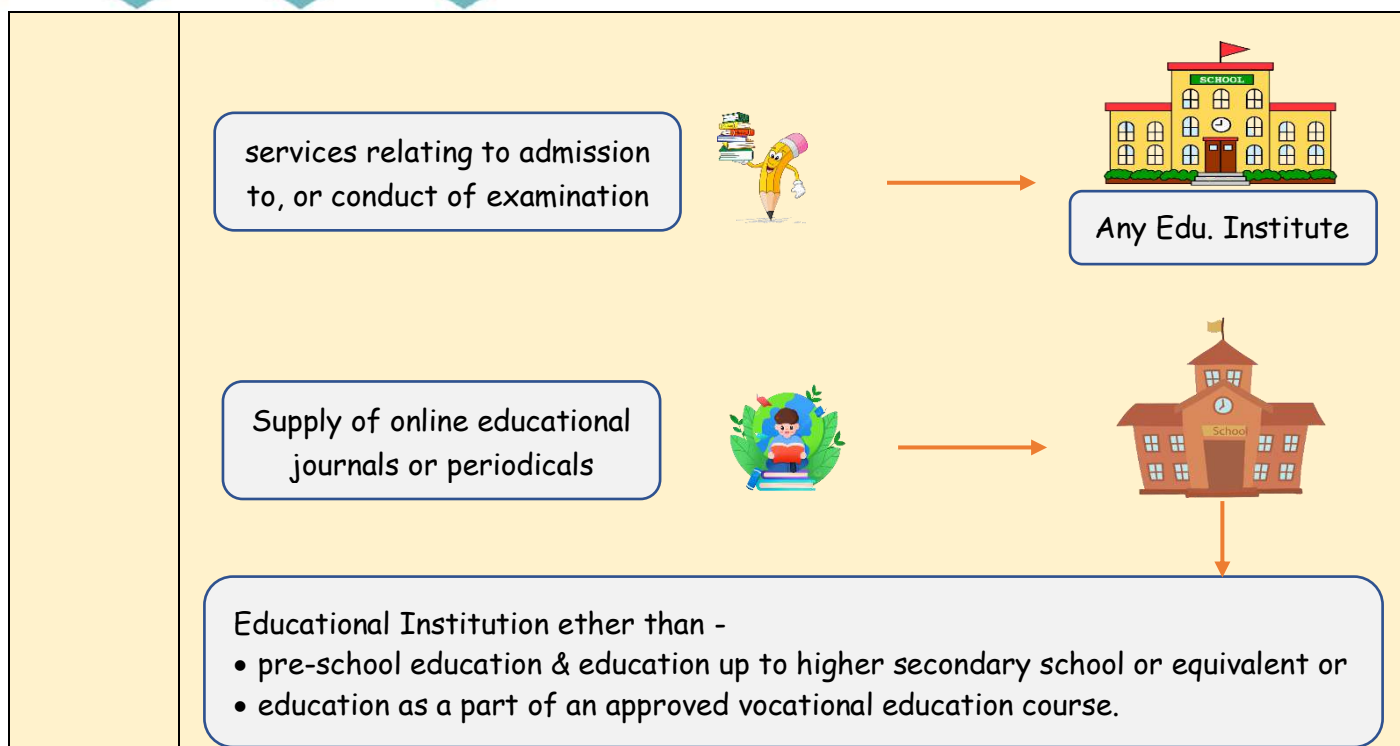 SCHOOL
services relating to admission
to, or conduct of examination
Any Edu. Institute
Supply of online educational
journals or periodicals
School
Educational Institution ether than -
• pre-school education & education up to higher secondary school or equivalent or
• education as a part of an approved vocational education course.